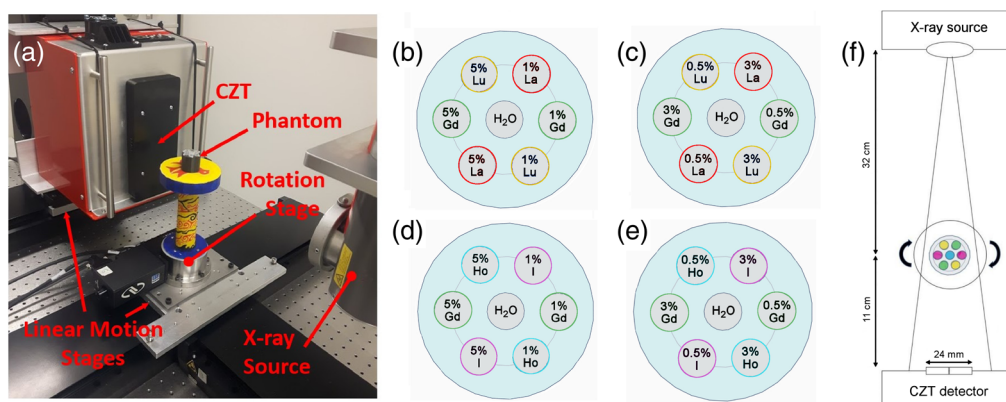 (a)
CZT
Phantom
Rotation
Stage
Linear Motion
Stages
X-ray
Source
(b)
5%
Lu
1%
La
5%
Gd
H₂O
1%
Gd
5%
La
1%
Lu
(c)
0.5%
Lu
3%
La
3%
Gd
H₂O
0.5%
Gd
0.5%
La
3%
Lu
(d)
5%
Ho
1%
I
5%
Gd
H₂O
1%
Gd
5%
I
1%
Ho
(e)
0.5%
Ho
3%
I
3%
Gd
H₂O
0.5%
Gd
0.5%
I
3%
Ho
(f)
X-ray source
32 cm
11 cm
24 mm
CZT detector